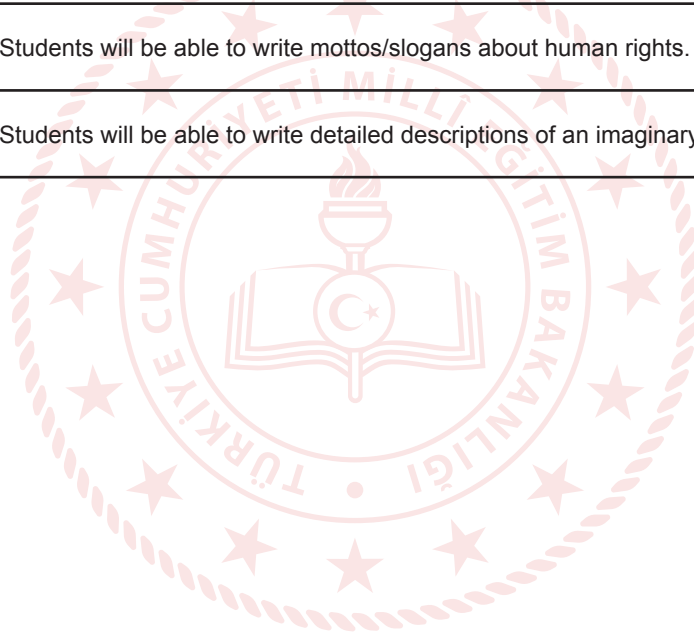 Students will be able to write mottos/slogans about human rights.
Students will be able to write detailed descriptions of an imaginary
TÜRKİYE CUMHURİYETİ MİLLÎ EĞİTİM BAKANLIĞI